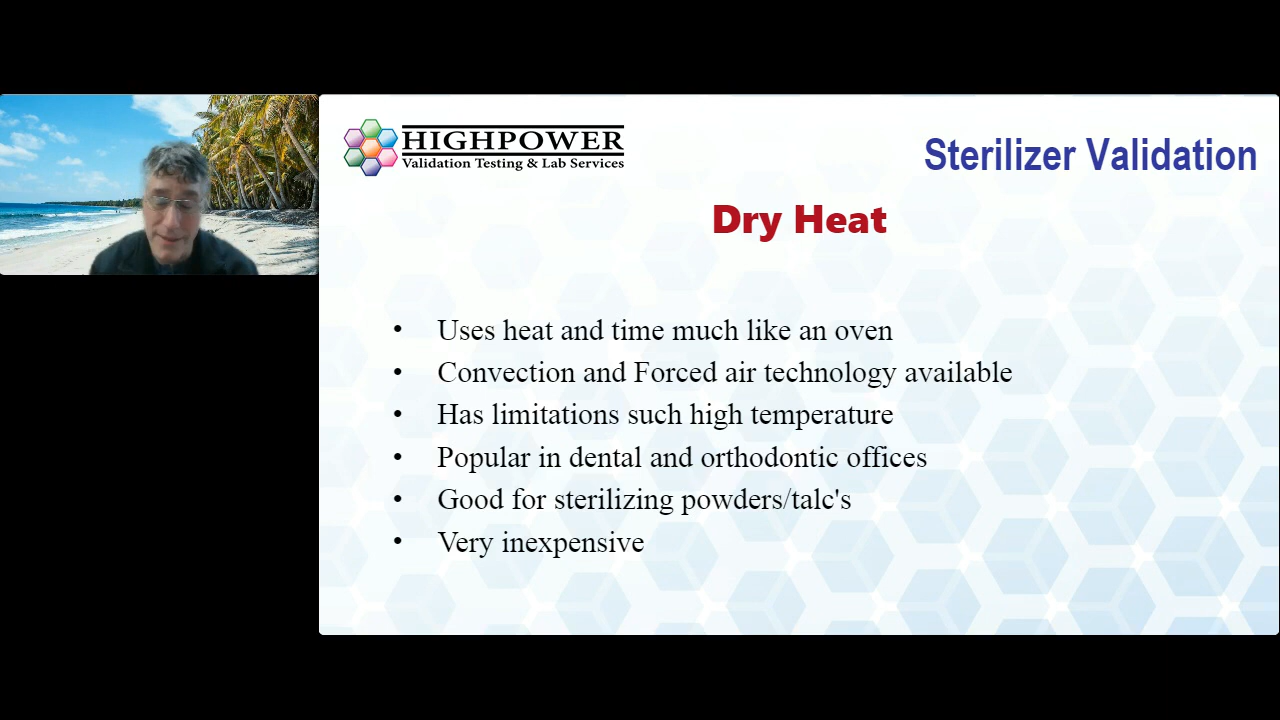 HIGHPOWER
Validation Testing & Lab Services
Sterilizer Validation
Dry Heat
• Uses heat and time much like an oven
• Convection and Forced air technology available
• Has limitations such high temperature
• Popular in dental and orthodontic offices
• Good for sterilizing powders/talc's
• Very inexpensive